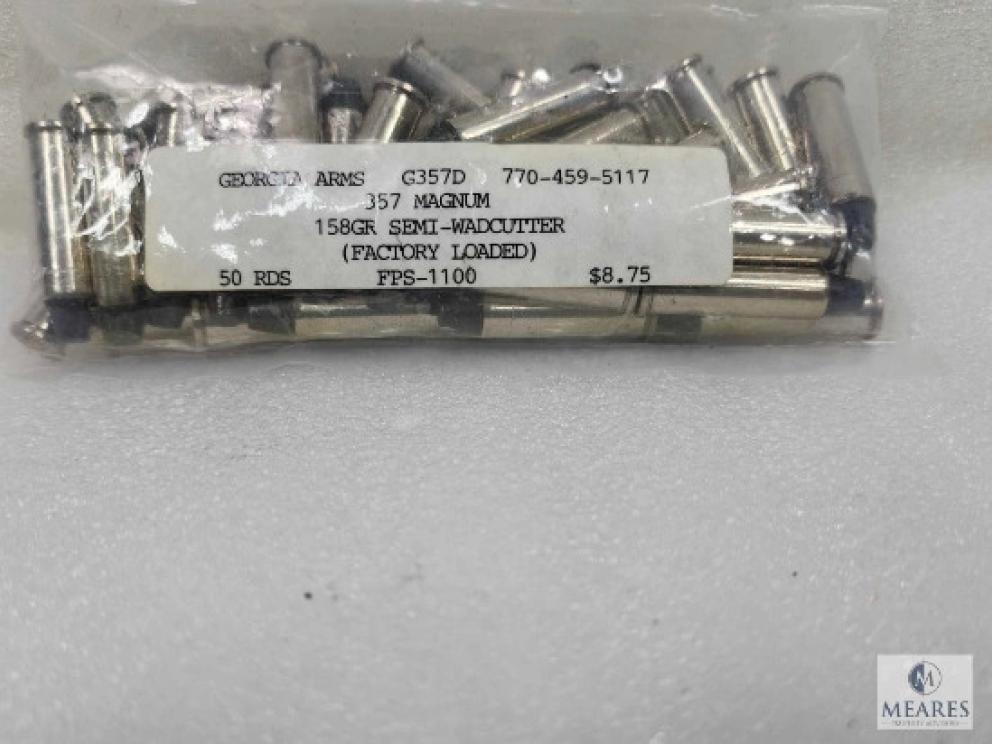 GEORGIA ARMS G357D 770-459-5117
357 MAGNUM
158GR SEMI-WADCUTTER
(FACTORY LOADED)
50 RDS FPS-1100 $8.75
M
MEARES